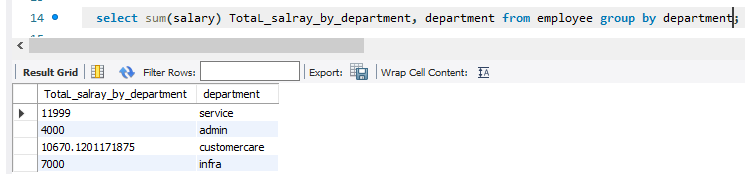 14 select sum(salary) TotaL_salray_by_department, department from employee group by department;
Result Grid Filter Rows: Export: Wrap Cell Content: IA
TotaL_salray_by_department department
11999 service
4000 admin
10670.1201171875 customercare
7000 infra